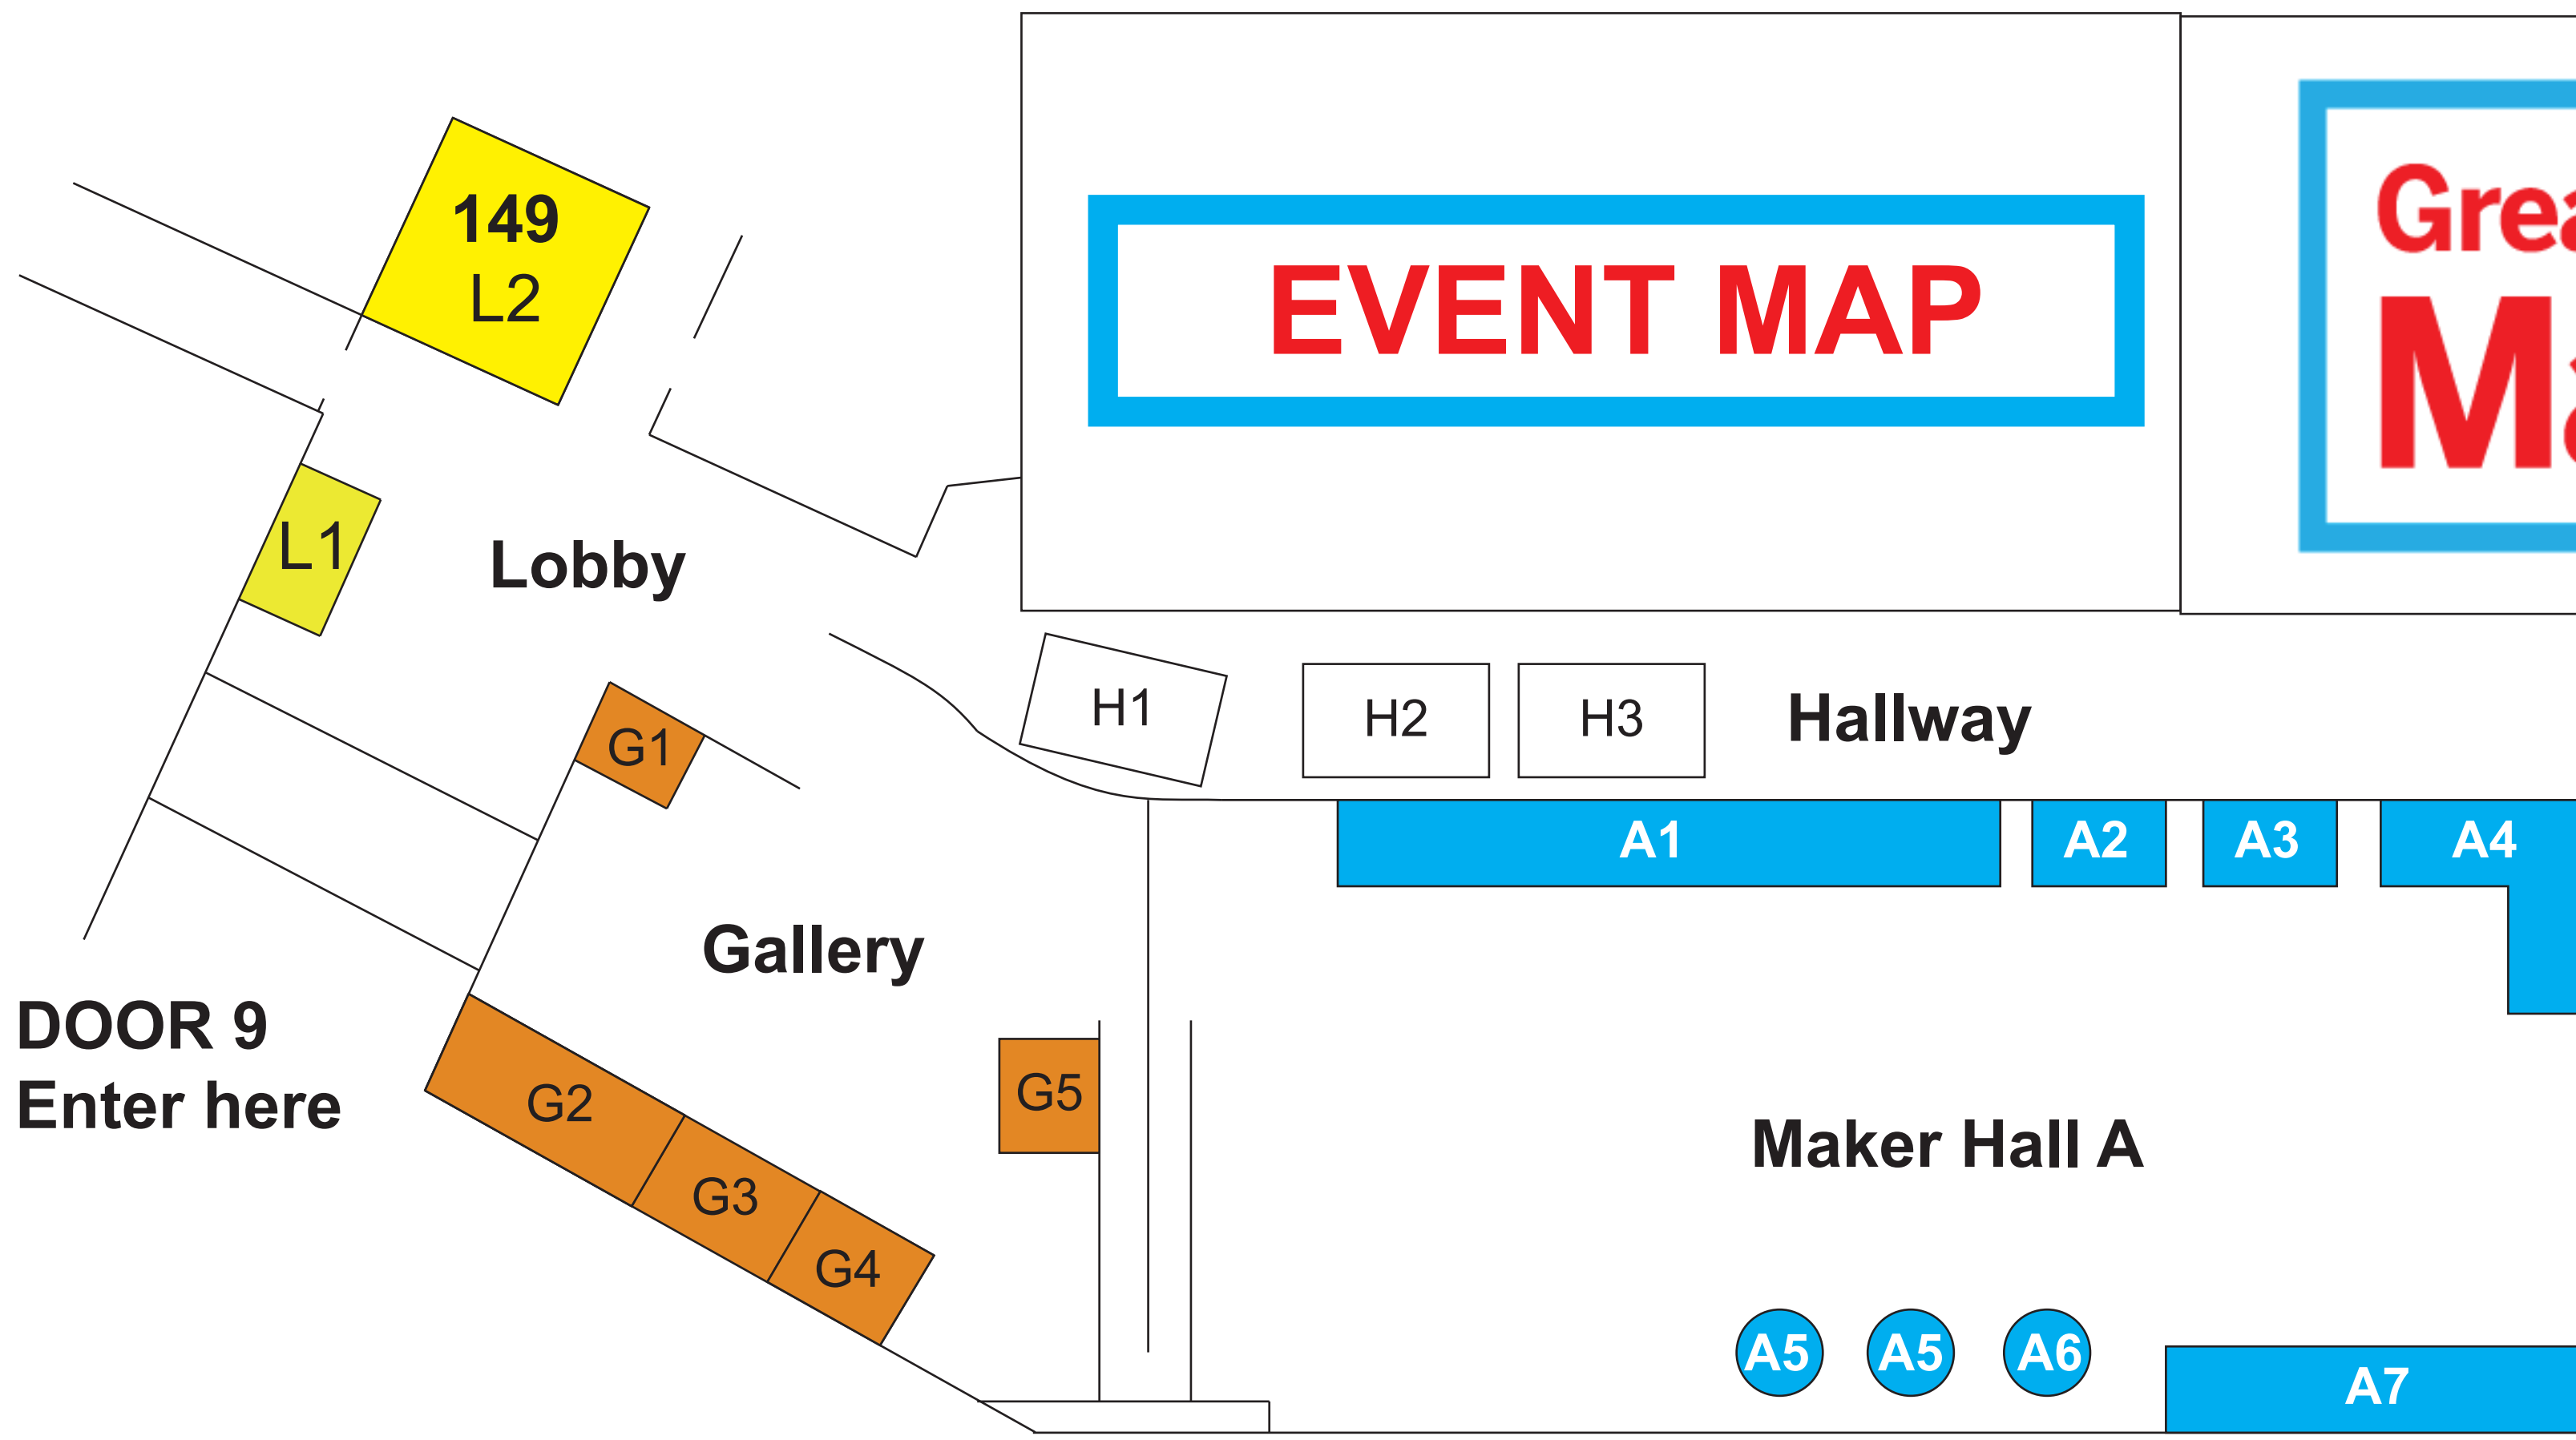 149
L2
EVENT MAP
L1
Lobby
H1
H2
H3
Hallway
G1
A1
A2
A3
A4
Gallery
DOOR 9
Enter here
G2
G3
G4
G5
Maker Hall A
A5
A5
A6
A7